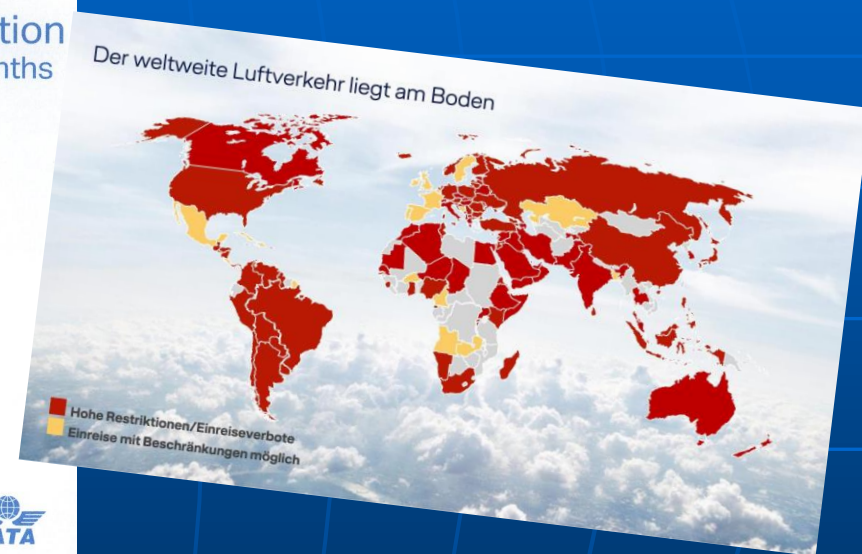 tion
nths
Der weltweite Luftverkehr liegt am Boden
Hohe Restriktionen/Einreiseverbote
Einreise mit Beschränkungen möglich
ATA